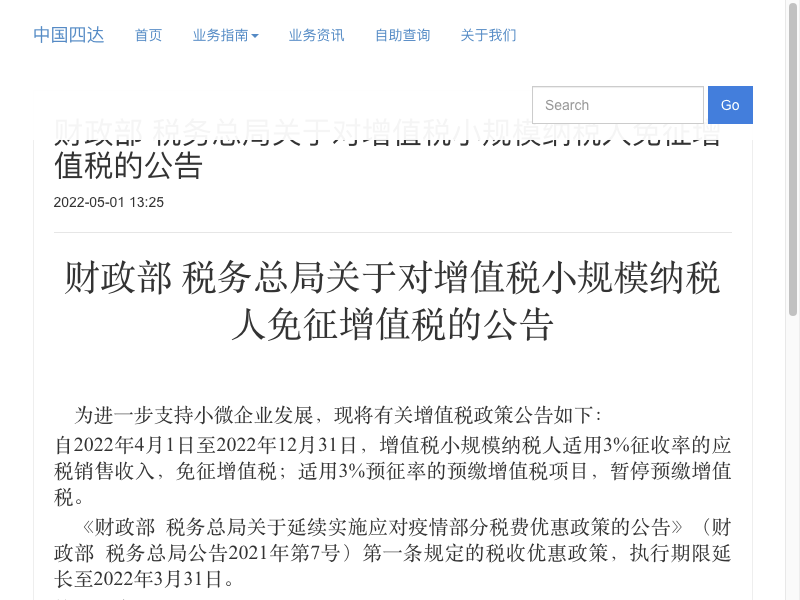 中国四达 首页 业务指南 业务资讯 自助查询 关于我们
Search Go
财政部 税务总局关于对增值税小规模纳税人免征增
值税的公告
2022-05-01 13:25
财政部 税务总局关于对增值税小规模纳税
人免征增值税的公告
为进一步支持小微企业发展，现将有关增值税政策公告如下：
自2022年4月1日至2022年12月31日，增值税小规模纳税人适用3%征收率的应
税销售收入，免征增值税；适用3%预征率的预缴增值税项目，暂停预缴增值
税。
《财政部 税务总局关于延续实施应对疫情部分税费优惠政策的公告》（财
政部 税务总局公告2021年第7号）第一条规定的税收优惠政策，执行期限延
长至2022年3月31日。